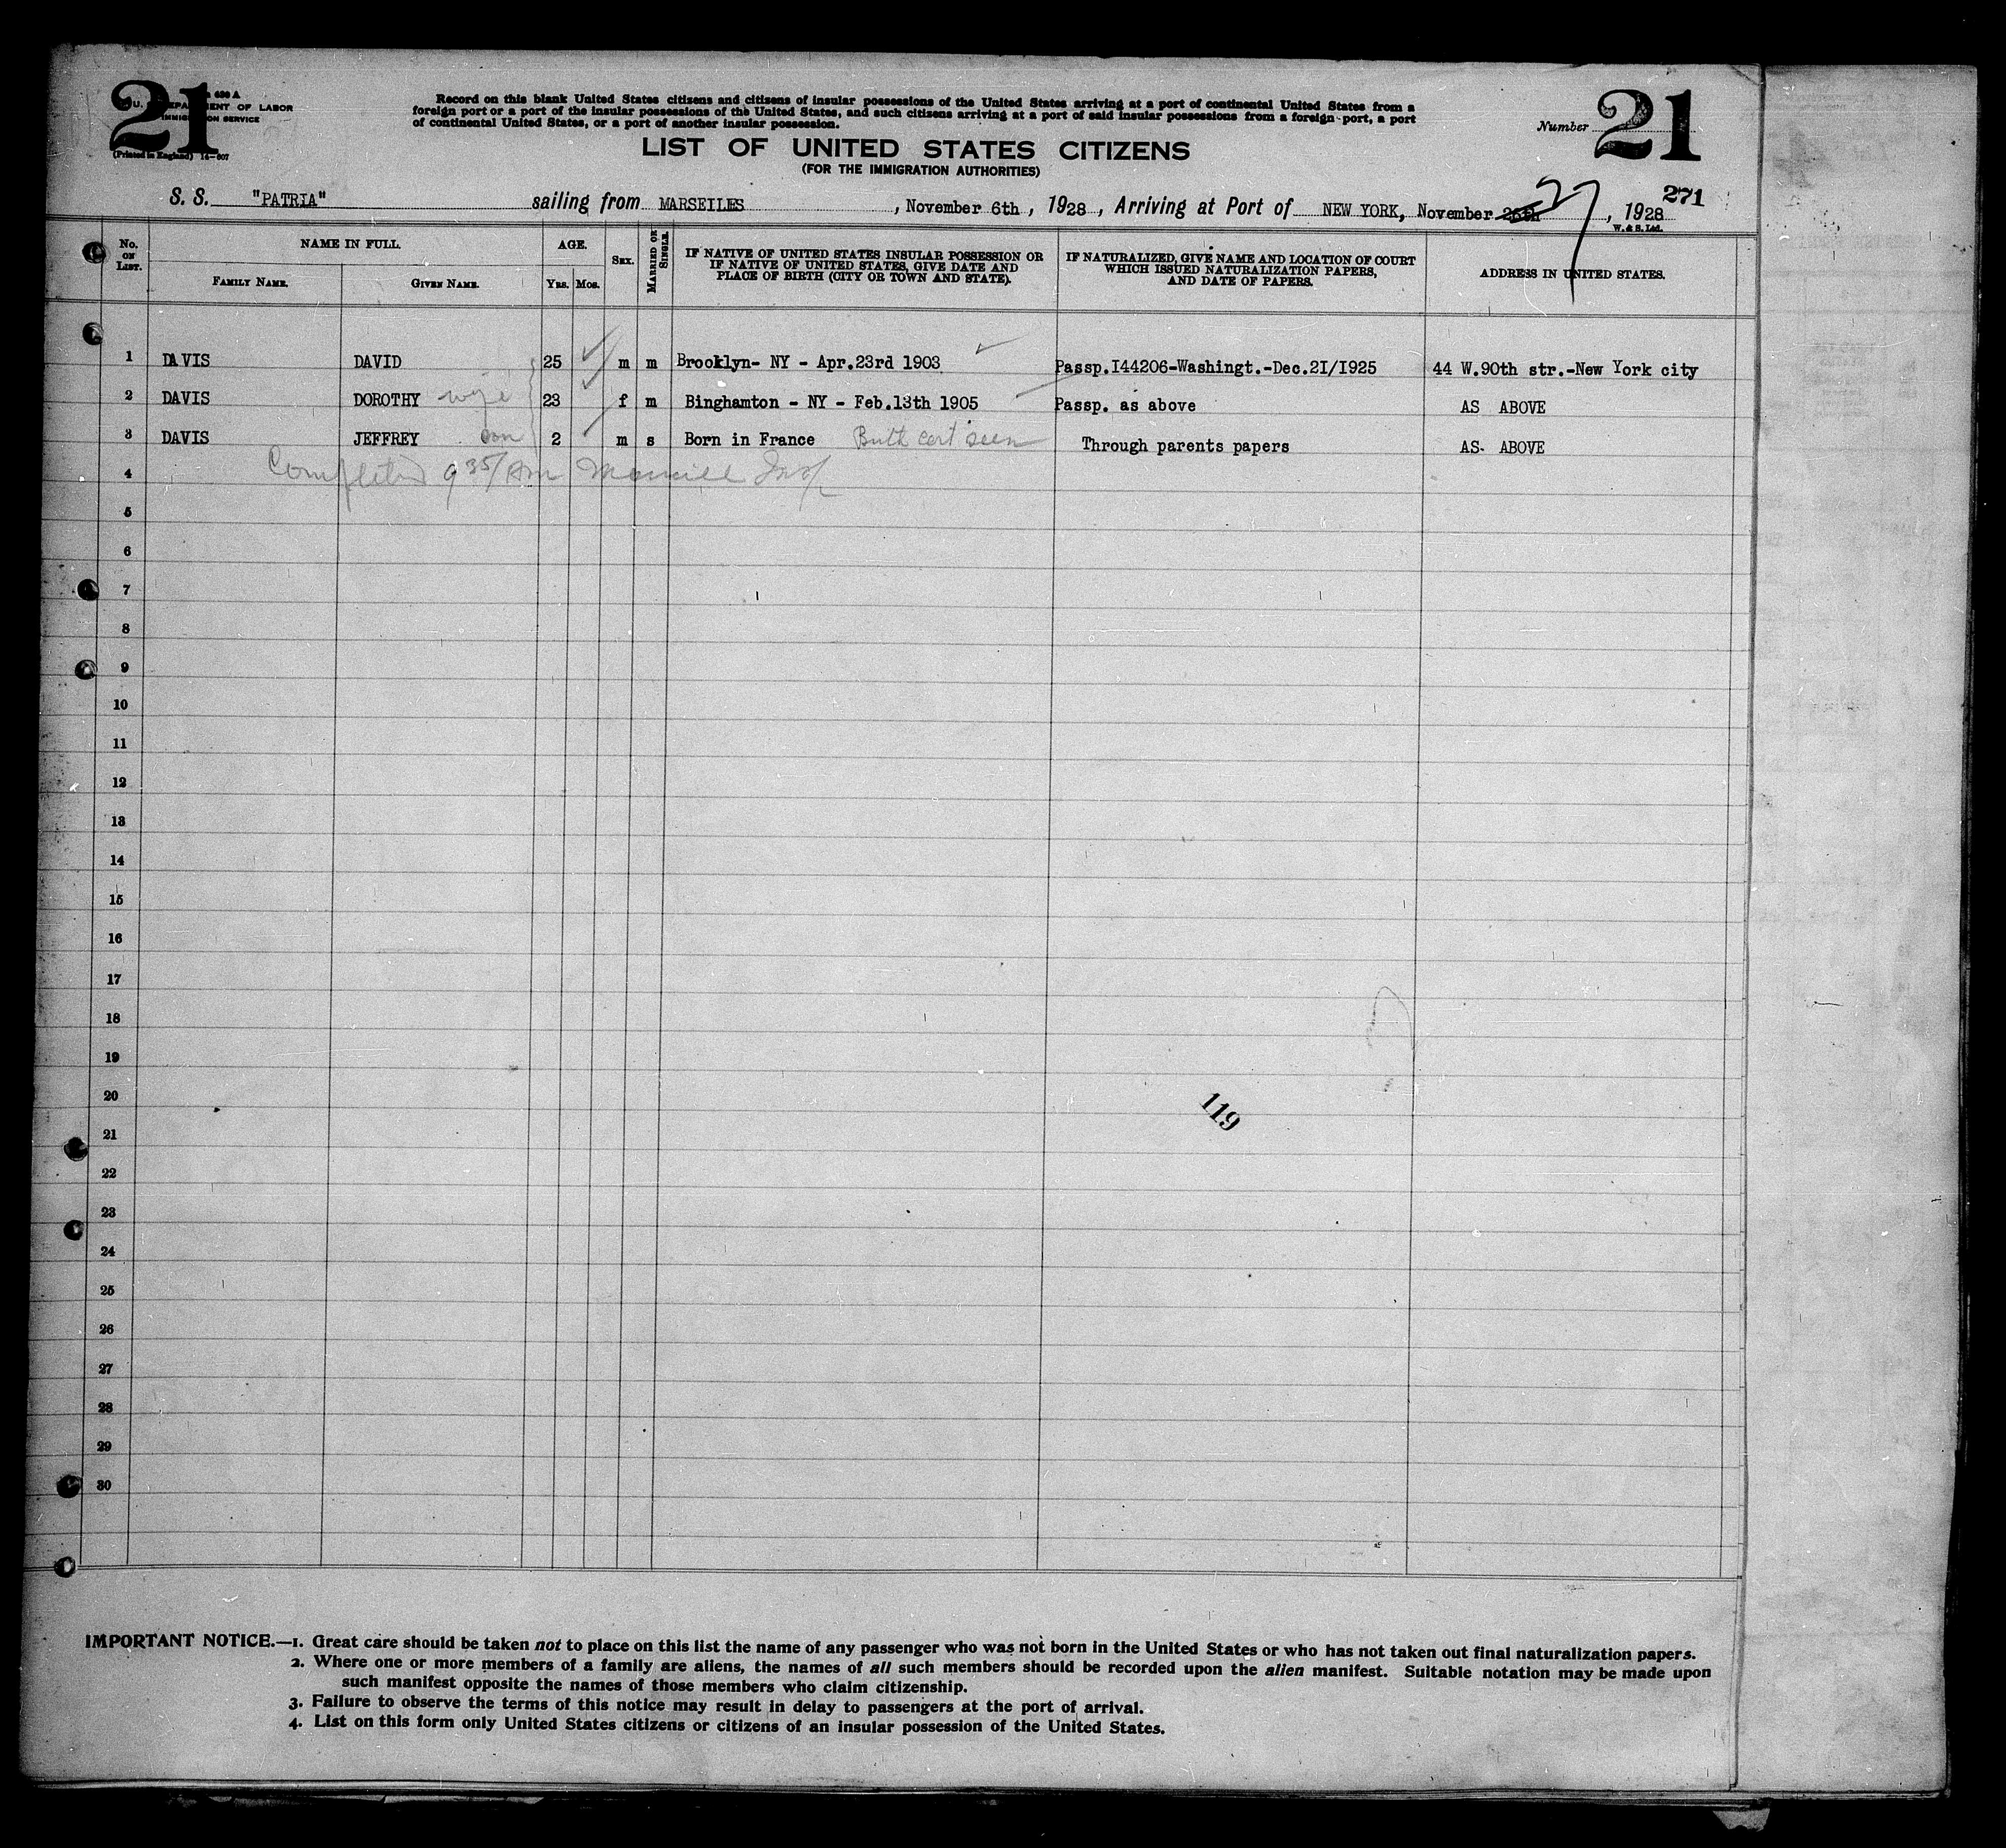 21
630 A
U. S. DEPARTMENT OF LABOR
IMMIGRATION SERVICE
(Printed in England) 14—807
Record on this blank United States citizens and citizens of insular possessions of the United States arriving at a port of continental United States from a
foreign port or a port of the insular possessions of the United States, and such citizens arriving at a port of said insular possessions from a foreign port, a port
of continental United States, or a port of another insular possession.
Number 21
LIST OF UNITED STATES CITIZENS
(FOR THE IMMIGRATION AUTHORITIES)
S. S. "PATRIA" sailing from MARSEILES, November 6th, 1928, Arriving at Port of NEW YORK, November 26th 27, 1928
271
W. & S. Ltd.
No. ON LIST. NAME IN FULL. AGE. SEX. MARRIED OR SINGLE. IF NATIVE OF UNITED STATES INSULAR POSSESSION OR IF NATIVE OF UNITED STATES, GIVE DATE AND PLACE OF BIRTH (CITY OR TOWN AND STATE). IF NATURALIZED, GIVE NAME AND LOCATION OF COURT WHICH ISSUED NATURALIZATION PAPERS, AND DATE OF PAPERS. ADDRESS IN UNITED STATES.
FAMILY NAME. GIVEN NAME. YRS. MOS.
1 DAVIS DAVID 25 m m Brooklyn- NY - Apr.23rd 1903 Passp.I44206-Washingt.-Dec.2I/I925 44 W.90th str.-New York city
2 DAVIS DOROTHY wife 23 f m Binghamton - NY - Feb.13th 1905 Passp. as above AS ABOVE
3 DAVIS JEFFREY son 2 m s Born in France Birth cert seen Through parents papers AS- ABOVE
4 Completed 9 35/Am Insp
5
6
7
8
9
10
11
12
13
14
15
16
17
18
19
20
119
21
22
23
24
25
26
27
28
29
30
IMPORTANT NOTICE.—1. Great care should be taken not to place on this list the name of any passenger who was not born in the United States or who has not taken out final naturalization papers.
2. Where one or more members of a family are aliens, the names of all such members should be recorded upon the alien manifest. Suitable notation may be made upon
such manifest opposite the names of those members who claim citizenship.
3. Failure to observe the terms of this notice may result in delay to passengers at the port of arrival.
4. List on this form only United States citizens or citizens of an insular possession of the United States.